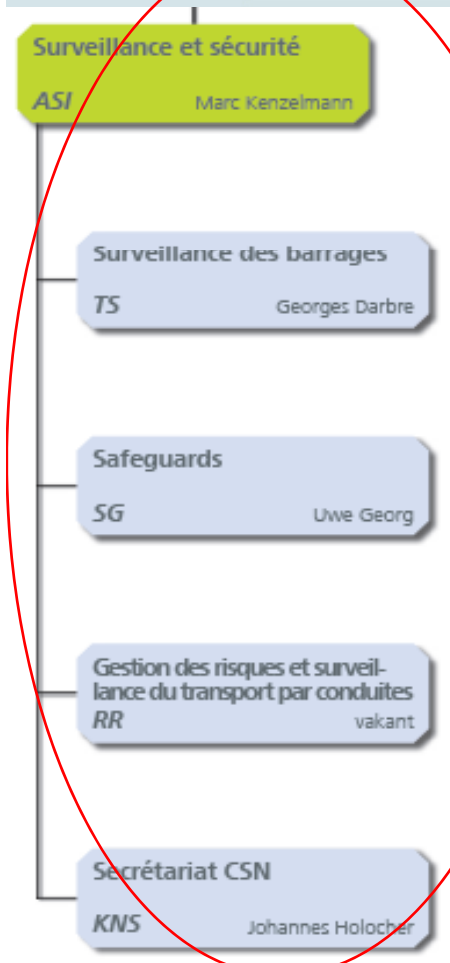 Surveillance et sécurité
ASI Marc Kenzelmann
Surveillance des barrages
TS Georges Darbre
Safeguards
SG Uwe Georg
Gestion des risques et surveil-
lance du transport par conduites
RR vakant
Secrétariat CSN
KNS Johannes Holocher